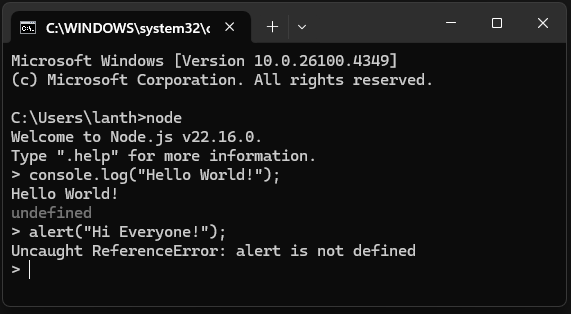 C:\WINDOWS\system32\c
Microsoft Windows [Version 10.0.26100.4349]
(c) Microsoft Corporation. All rights reserved.
C:\Users\lanth>node
Welcome to Node.js v22.16.0.
Type ".help" for more information.
> console.log("Hello World!");
Hello World!
undefined
> alert("Hi Everyone!");
Uncaught ReferenceError: alert is not defined
>